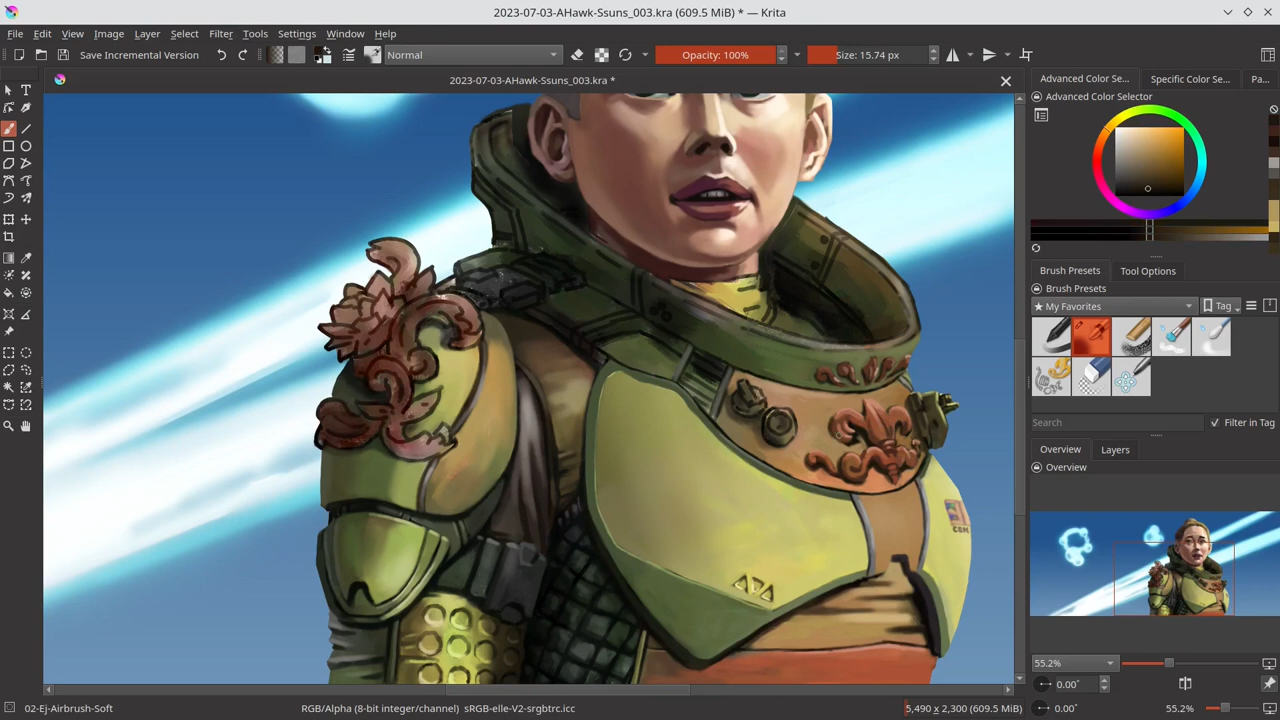 2023-07-03-AHawk-Ssuns_003.kra (609.5 MiB) * — Krita
File Edit View Image Layer Select Filter Tools Settings Window Help
Save Incremental Version Normal Opacity: 100% Size: 15.74 px
2023-07-03-AHawk-Ssuns_003.kra *
Advanced Color Se... Specific Color Se... Pa...
Advanced Color Selector
Brush Presets Tool Options
Brush Presets
★ My Favorites Tag
Search Filter in Tag
Overview Layers
Overview
COM
55.2%
0.00°
02-Ej-Airbrush-Soft RGB/Alpha (8-bit integer/channel) sRGB-elle-V2-srgbtrc.icc 5,490 x 2,300 (609.5 MiB) 0.00° 55.2%